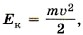 Eк = mv²/2,